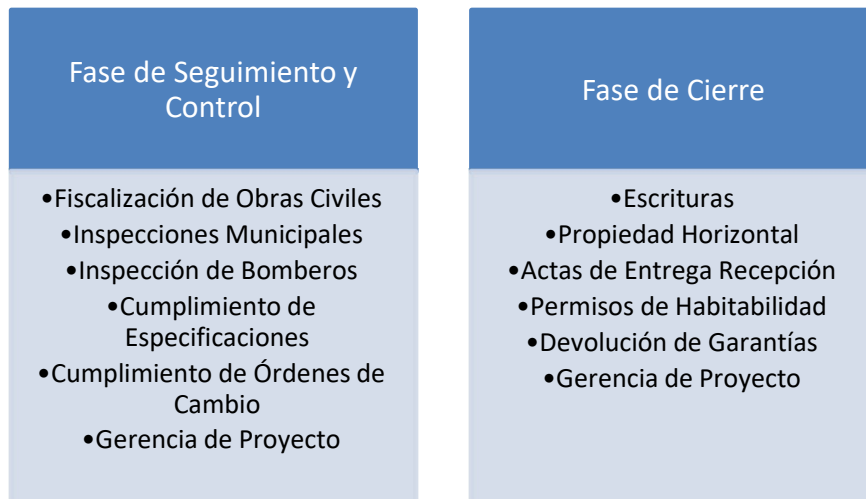 Fase de Seguimiento y
Control
•Fiscalización de Obras Civiles
•Inspecciones Municipales
•Inspección de Bomberos
•Cumplimiento de
Especificaciones
•Cumplimiento de Órdenes de
Cambio
•Gerencia de Proyecto
Fase de Cierre
•Escrituras
•Propiedad Horizontal
•Actas de Entrega Recepción
•Permisos de Habitabilidad
•Devolución de Garantías
•Gerencia de Proyecto